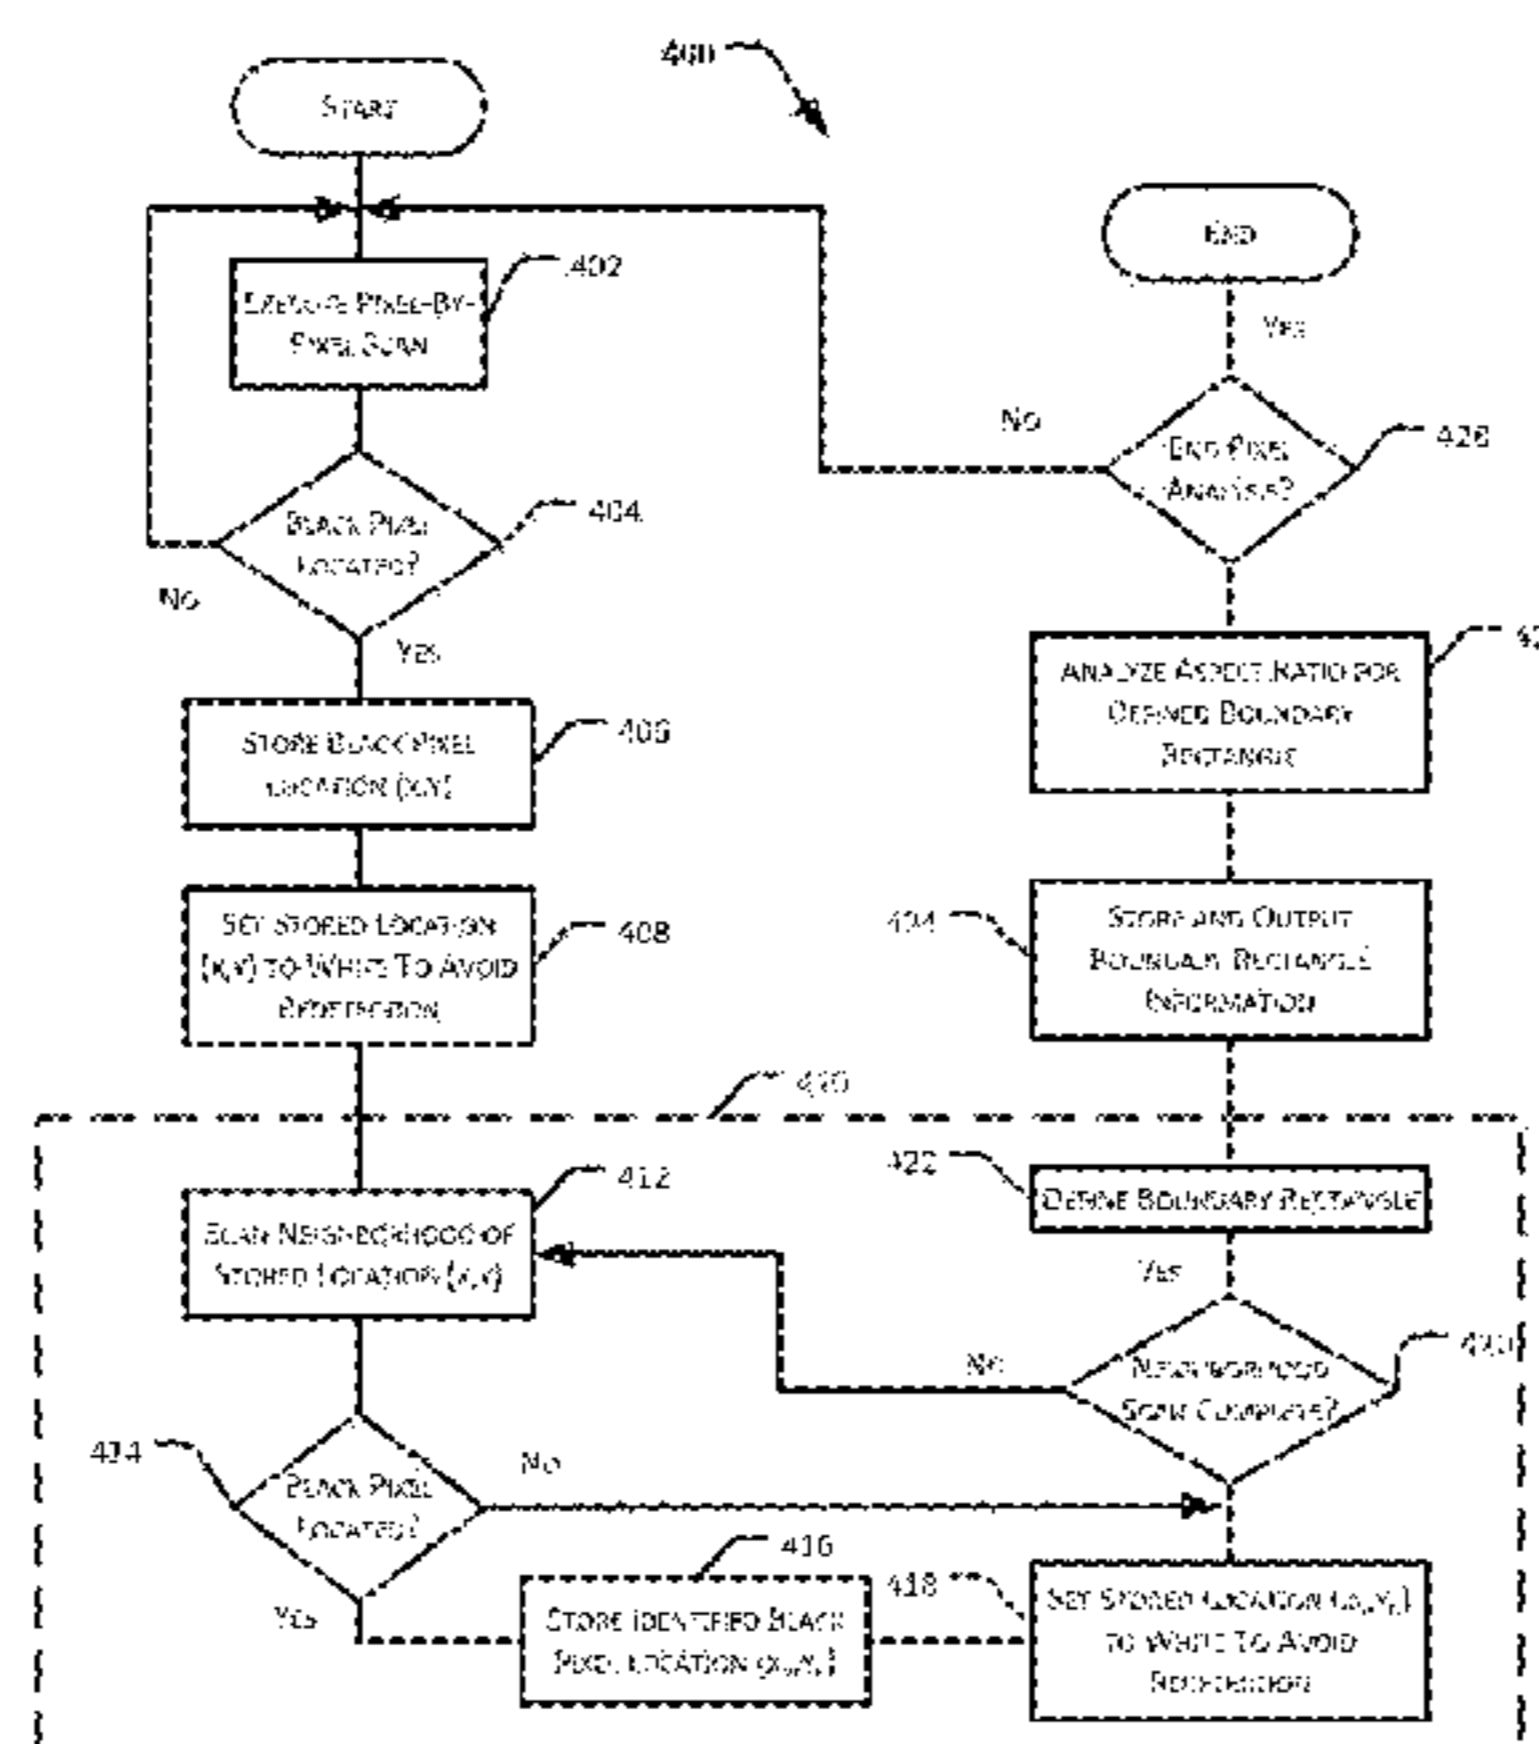 400
START
402
EXECUTE PIXEL-BY-
PIXEL SCAN
BLACK PIXEL
LOCATED?
404
NO
YES
STORE BLACK PIXEL
LOCATION (X,Y)
406
SET STORED LOCATION
(X,Y) TO WHITE TO AVOID
REDETECTION
408
SCAN NEIGHBORHOOD OF
STORED LOCATION (X,Y)
412
414
BLACK PIXEL
LOCATED?
NO
YES
416
STORE IDENTIFIED BLACK
PIXEL LOCATION
418
SET STORED LOCATION
TO WHITE TO AVOID
REDETECTION
NEIGHBORHOOD
SCAN COMPLETE?
420
NO
YES
422
DEFINE BOUNDARY RECTANGLE
STORE AND OUTPUT
BOUNDARY RECTANGLE
INFORMATION
ANALYZE ASPECT RATIO FOR
DEFINED BOUNDARY
RECTANGLE
END PIXEL
ANALYSIS?
NO
YES
END